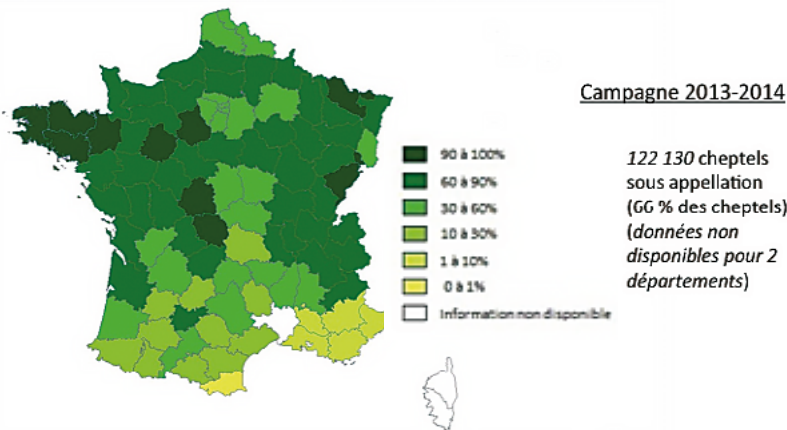 Campagne 2013-2014
90 à 100%
60 à 90%
30 à 60%
10 à 30%
1 à 10%
0 à 1%
Information non disponible
122 130 cheptels
sous appellation
(66 % des cheptels)
(données non
disponibles pour 2
départements)